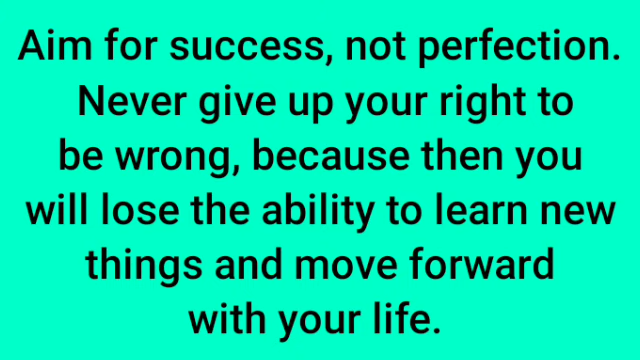 Aim for success, not perfection.
Never give up your right to
be wrong, because then you
will lose the ability to learn new
things and move forward
with your life.